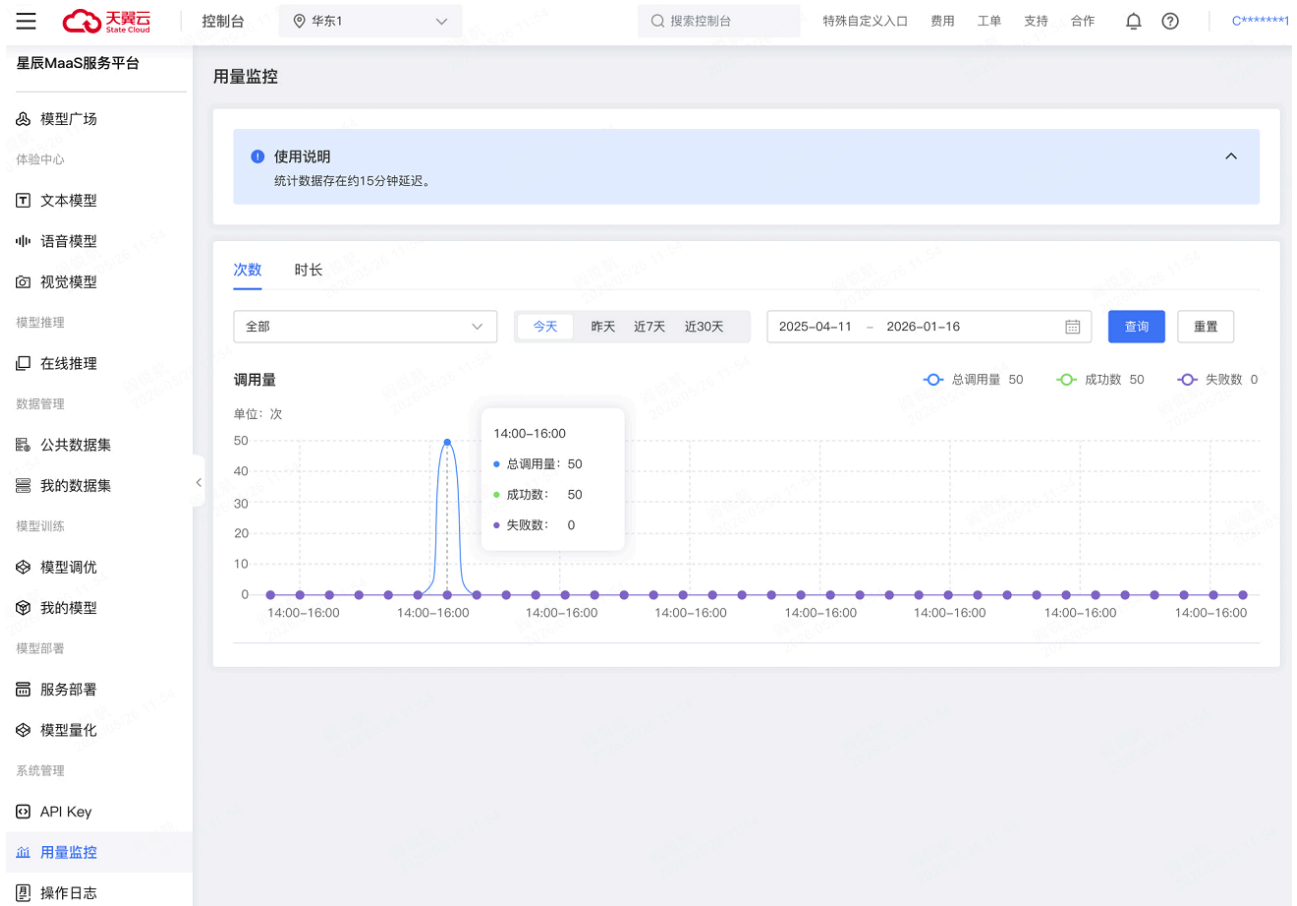 天翼云
State Cloud
控制台
华东1
搜索控制台
特殊自定义入口
费用
工单
支持
合作
C*******1
星辰MaaS服务平台
模型广场
体验中心
文本模型
语音模型
视觉模型
模型推理
在线推理
数据管理
公共数据集
我的数据集
模型训练
模型调优
我的模型
模型部署
服务部署
模型量化
系统管理
API Key
用量监控
操作日志
用量监控
使用说明
统计数据存在约15分钟延迟。
次数
时长
全部
今天
昨天
近7天
近30天
2025-04-11 – 2026-01-16
查询
重置
调用量
总调用量 50
成功数 50
失败数 0
单位：次
50
40
30
20
10
0
14:00–16:00
总调用量： 50
成功数： 50
失败数： 0
14:00–16:00
14:00–16:00
14:00–16:00
14:00–16:00
14:00–16:00
14:00–16:00
14:00–16:00
14:00–16:00